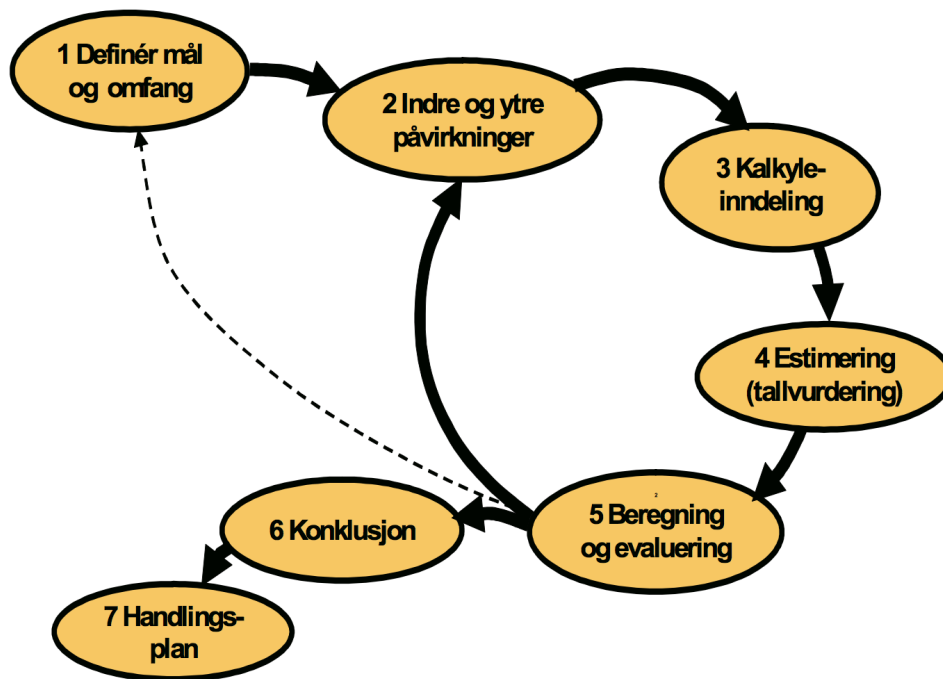 1 Definér mål
og omfang
2 Indre og ytre
påvirkninger
3 Kalkyle-
inndeling
4 Estimering
(tallvurdering)
2
5 Beregning
og evaluering
6 Konklusjon
7 Handlings-
plan